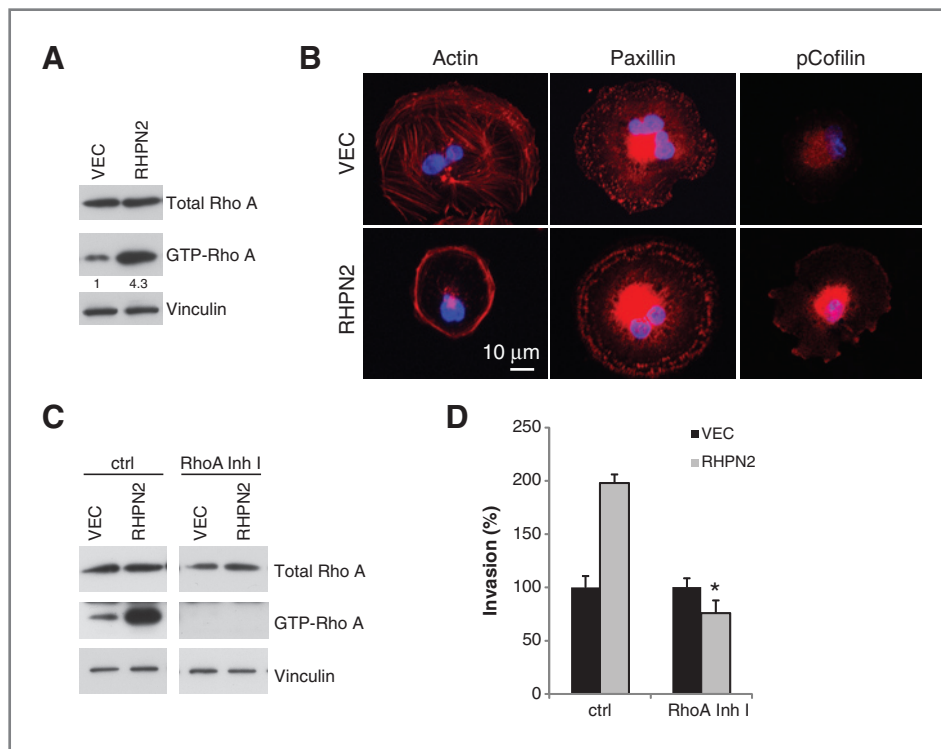 A
VEC
RHPN2
Total Rho A
GTP-Rho A
1 4.3
Vinculin
B
Actin Paxillin pCofilin
VEC
RHPN2
10 µm
C
ctrl RhoA Inh I
VEC RHPN2 VEC RHPN2
Total Rho A
GTP-Rho A
Vinculin
D
VEC
RHPN2
Invasion (%)
250
200
150
100
50
0
*
ctrl RhoA Inh I